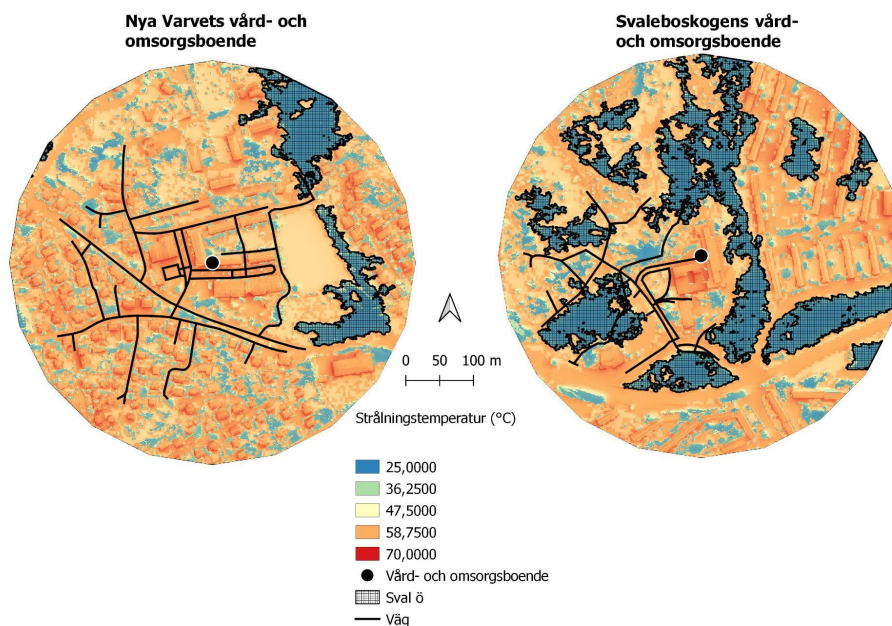 Nya Varvets vård- och
omsorgsboende
Svaleboskogens vård-
och omsorgsboende
0 50 100 m
Strålningstemperatur (°C)
25,0000
36,2500
47,5000
58,7500
70,0000
Vård- och omsorgsboende
Sval ö
Väg